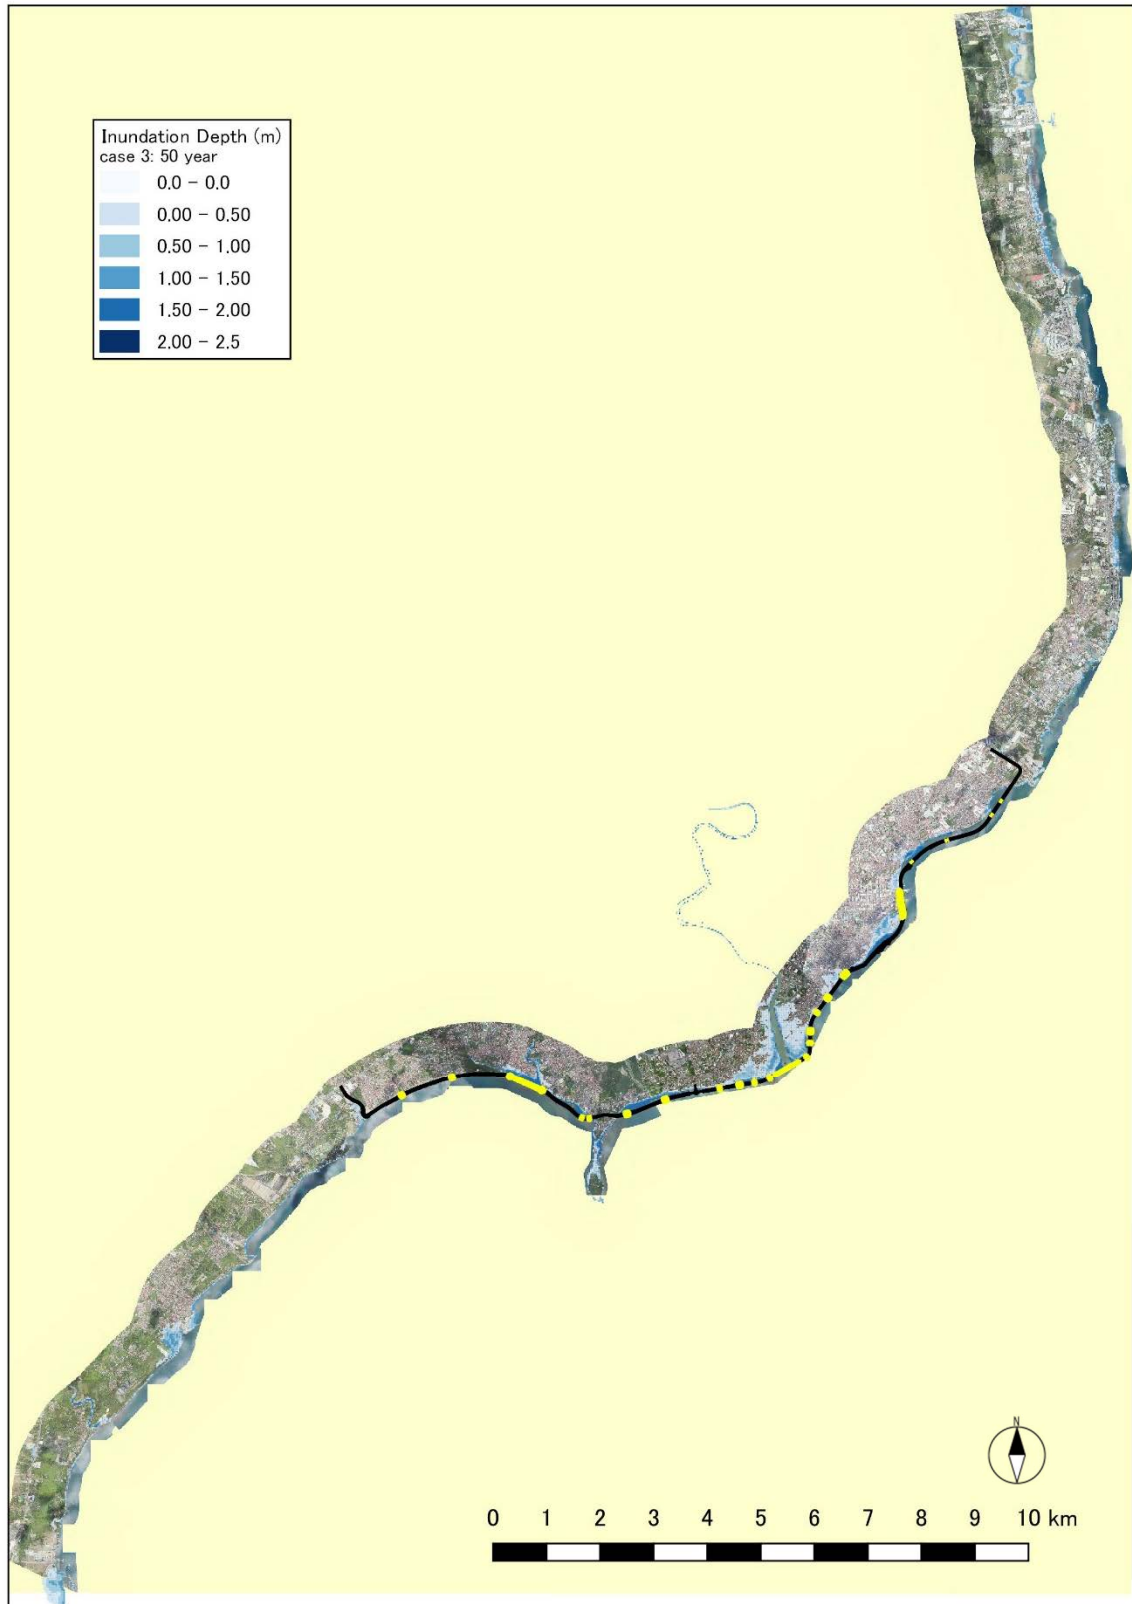 Inundation Depth (m)
case 3: 50 year
0.0 - 0.0
0.00 - 0.50
0.50 - 1.00
1.00 - 1.50
1.50 - 2.00
2.00 - 2.5
N
0 1 2 3 4 5 6 7 8 9 10 km